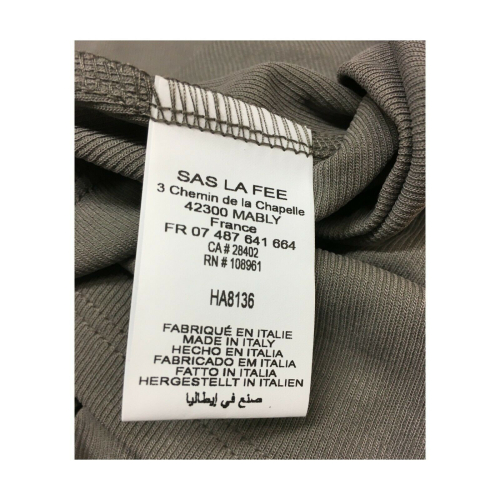 SAS LA FEE
3 Chemin de la Chapelle
42300 MABLY
France
FR 07 487 641 664
CA # 28402
RN # 108961
HA8136
FABRIQUÉ EN ITALIE
MADE IN ITALY
HECHO EN ITALIA
FABRICADO EM ITALIA
FATTO IN ITALIA
HERGESTELLT IN ITALIEN
صنع في إيطاليا